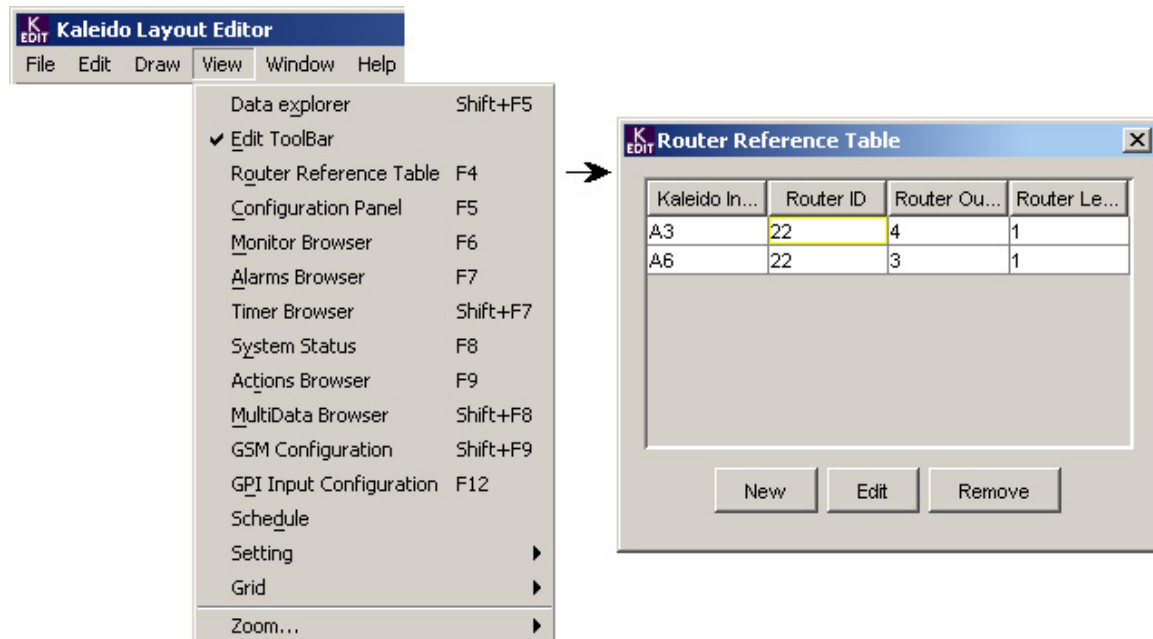 K EDIT Kaleido Layout Editor
File Edit Draw View Window Help
Data explorer Shift+F5
Edit ToolBar
Router Reference Table F4
Configuration Panel F5
Monitor Browser F6
Alarms Browser F7
Timer Browser Shift+F7
System Status F8
Actions Browser F9
MultiData Browser Shift+F8
GSM Configuration Shift+F9
GPI Input Configuration F12
Schedule
Setting
Grid
Zoom...
K EDIT Router Reference Table
Kaleido In... Router ID Router Ou... Router Le...
A3 22 4 1
A6 22 3 1
New Edit Remove